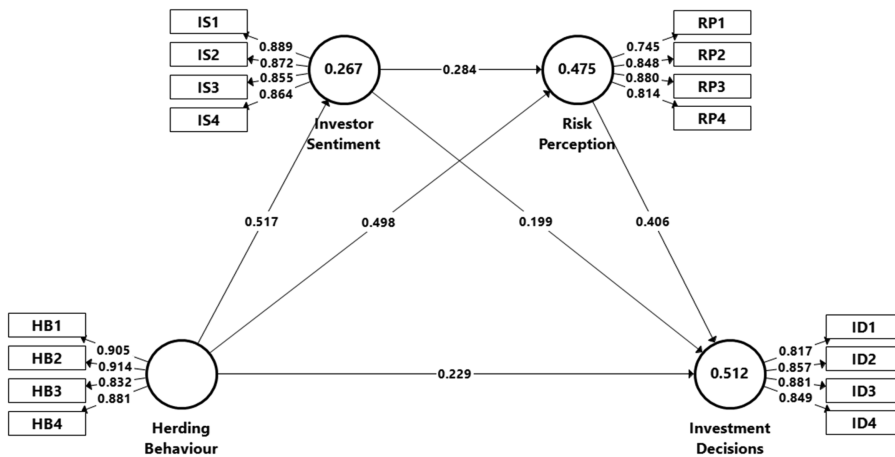 IS1
IS2
IS3
IS4
0.889
0.872
0.855
0.864
0.267
Investor
Sentiment
0.284
0.475
Risk
Perception
0.745
0.848
0.880
0.814
RP1
RP2
RP3
RP4
0.517
0.498
0.199
0.406
HB1
HB2
HB3
HB4
0.905
0.914
0.832
0.881
Herding
Behaviour
0.229
0.512
Investment
Decisions
0.817
0.857
0.881
0.849
ID1
ID2
ID3
ID4